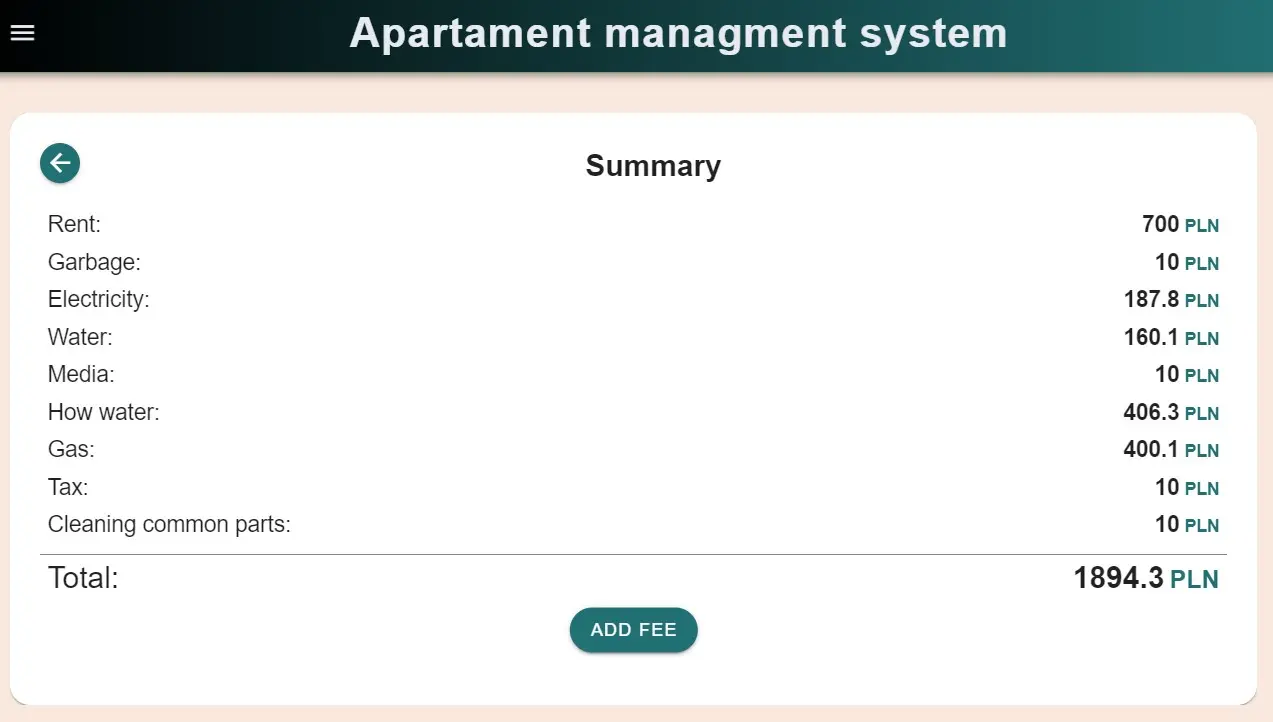 Apartament managment system
Summary
Rent: 700 PLN
Garbage: 10 PLN
Electricity: 187.8 PLN
Water: 160.1 PLN
Media: 10 PLN
How water: 406.3 PLN
Gas: 400.1 PLN
Tax: 10 PLN
Cleaning common parts: 10 PLN
Total: 1894.3 PLN
ADD FEE